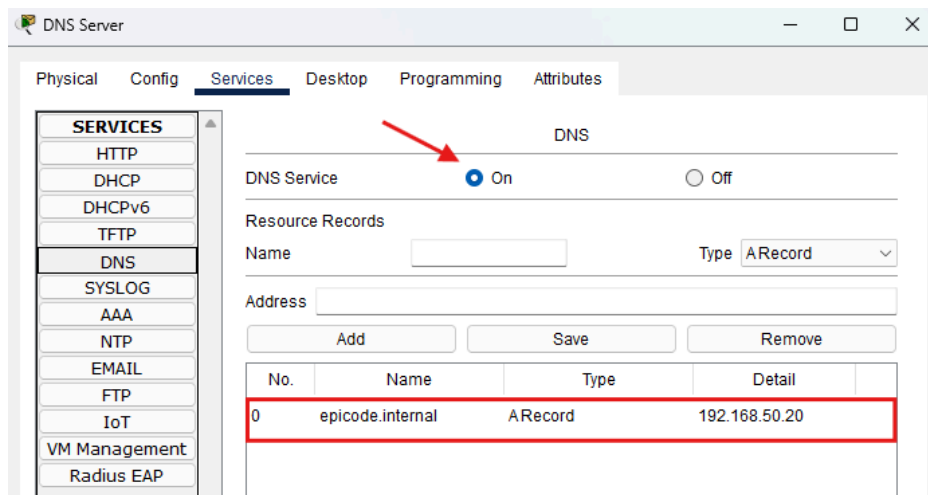 DNS Server
Physical Config Services Desktop Programming Attributes
SERVICES
HTTP
DHCP
DHCPv6
TFTP
DNS
SYSLOG
AAA
NTP
EMAIL
FTP
IoT
VM Management
Radius EAP
DNS
DNS Service On Off
Resource Records
Name Type A Record
Address
Add Save Remove
No. Name Type Detail
0 epicode.internal A Record 192.168.50.20